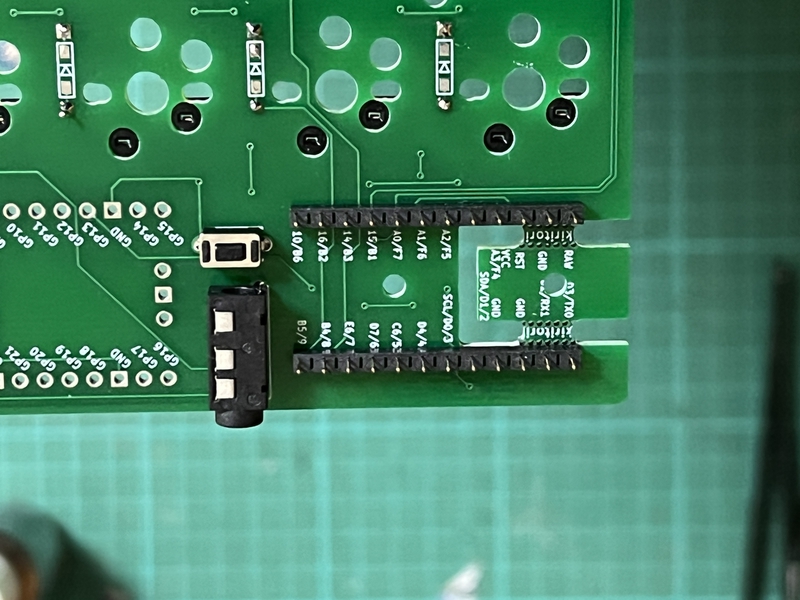 kiritori
D3/TX0
D2/RX1
GND
GND
SDA/D1/2
SCL/D0/3
D4/4
C6/5
D7/6
E6/7
B4/8
B5/9
RAW
GND
RST
VCC
A3/F4
A2/F5
A1/F6
A0/F7
15/B1
14/B3
16/B2
10/B6
kiritori
GP16
GP17
GND
GP18
GP19
GP20
GP21
GP15
GP14
GND
GP13
GP12
GP11
GP10